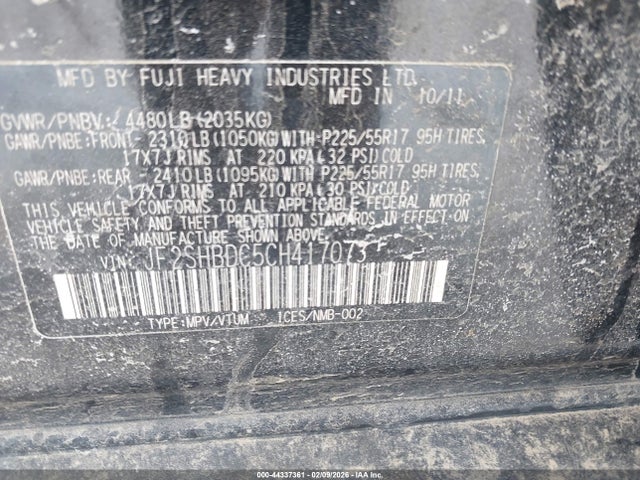 MFD BY FUJI HEAVY INDUSTRIES LTD.
MFD IN 10/11
GVWR/PNBV: 4480LB(2035KG)
GAWR/PNBE:FRONT- 2310LB(1050KG)WITH-P225/55R17 95H TIRES,
17X7J RIMS AT 220 KPA(32 PSI)COLD
GAWR/PNBE:REAR - 2410LB(1095KG)WITH P225/55R17 95H TIRES,
17X7J RIMS AT 210 KPA(30 PSI)COLD
THIS VEHICLE CONFORMS TO ALL APPLICABLE FEDERAL MOTOR
VEHICLE SAFETY AND THEFT PREVENTION STANDARDS IN EFFECT ON
THE DATE OF MANUFACTURE SHOWN ABOVE.
VIN: JF2SHBDC5CH417073
TYPE:MPV/VTUM ICES/NMB-002
000-44337361 - 02/09/2026 - IAA Inc.